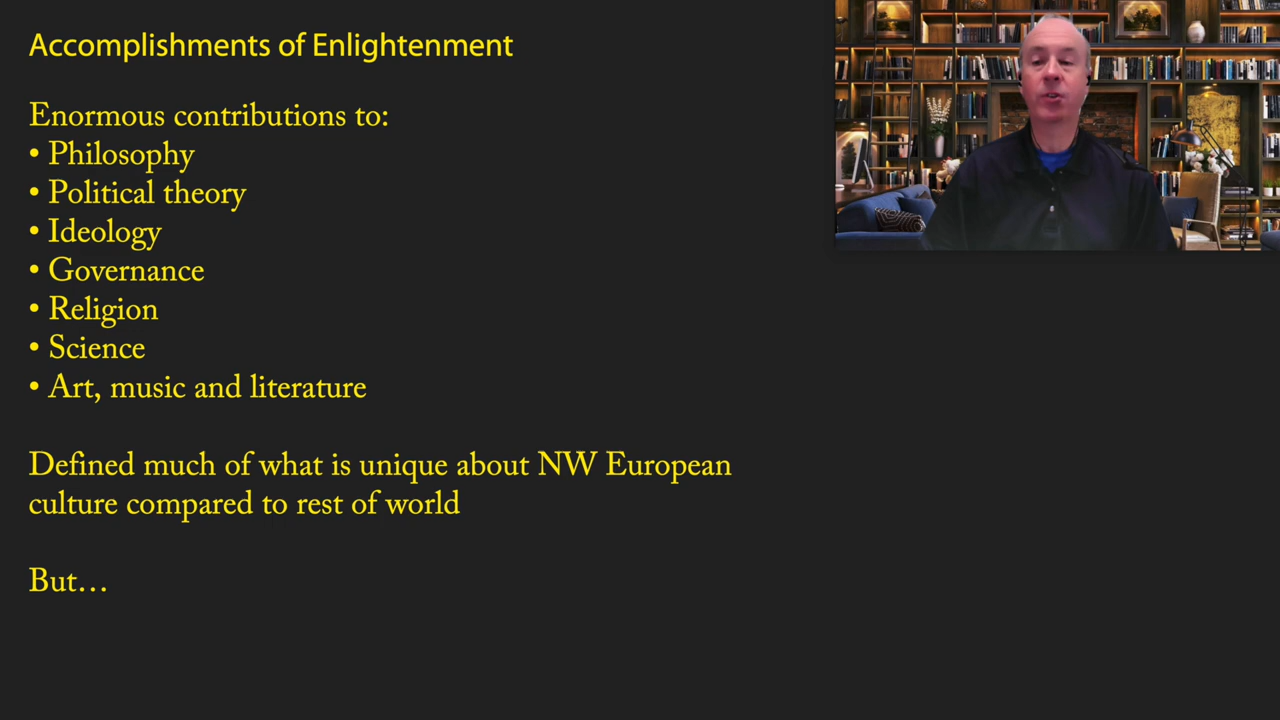 Accomplishments of Enlightenment
Enormous contributions to:
• Philosophy
• Political theory
• Ideology
• Governance
• Religion
• Science
• Art, music and literature
Defined much of what is unique about NW European
culture compared to rest of world
But…